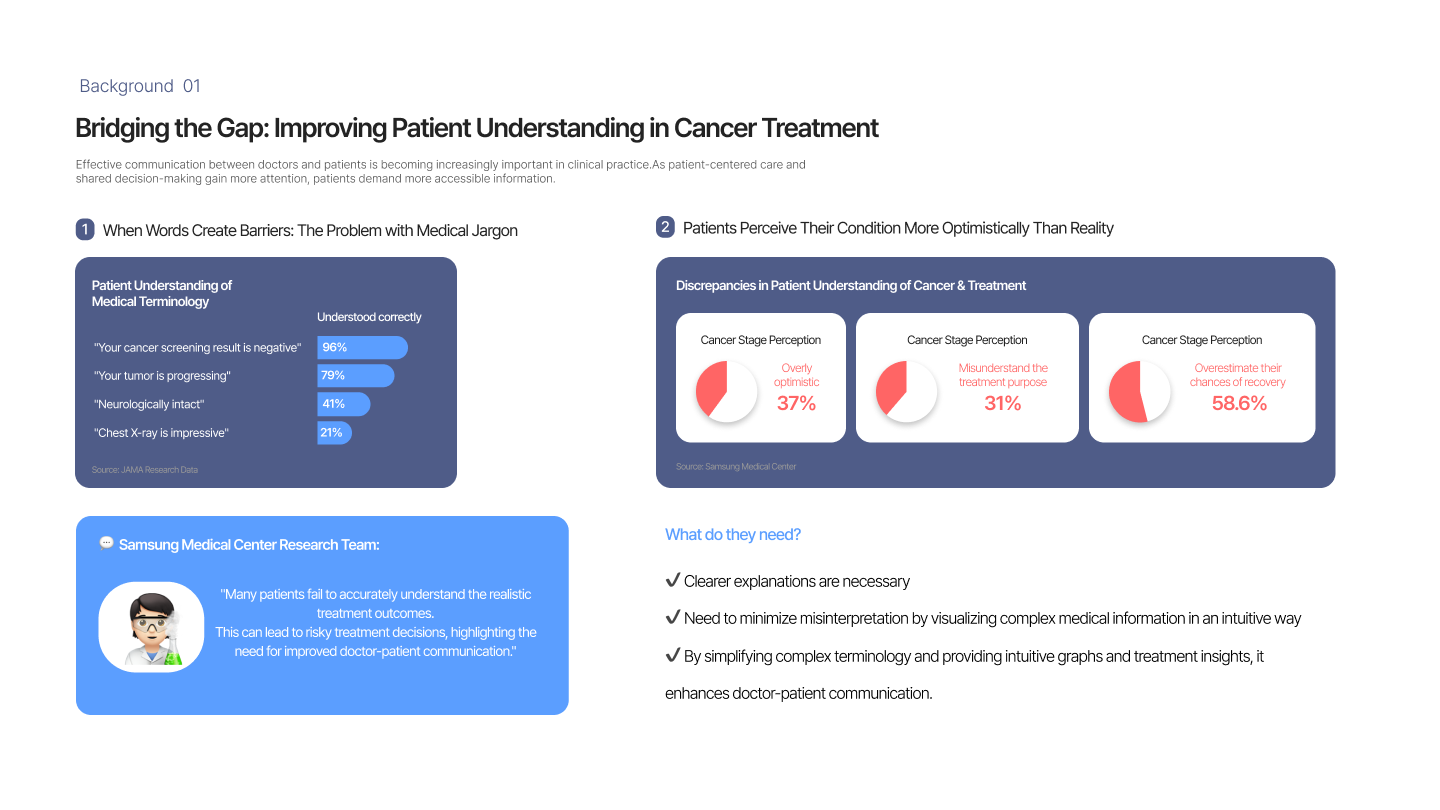 Background 01
Bridging the Gap: Improving Patient Understanding in Cancer Treatment
Effective communication between doctors and patients is becoming increasingly important in clinical practice.As patient-centered care and
shared decision-making gain more attention, patients demand more accessible information.
1 When Words Create Barriers: The Problem with Medical Jargon
Patient Understanding of
Medical Terminology
Understood correctly
"Your cancer screening result is negative" 96%
"Your tumor is progressing" 79%
"Neurologically intact" 41%
"Chest X-ray is impressive" 21%
Source: JAMA Research Data
2 Patients Perceive Their Condition More Optimistically Than Reality
Discrepancies in Patient Understanding of Cancer & Treatment
Cancer Stage Perception
Overly
optimistic
37%
Cancer Stage Perception
Misunderstand the
treatment purpose
31%
Cancer Stage Perception
Overestimate their
chances of recovery
58.6%
Source: Samsung Medical Center
Samsung Medical Center Research Team:
"Many patients fail to accurately understand the realistic
treatment outcomes.
This can lead to risky treatment decisions, highlighting the
need for improved doctor-patient communication."
What do they need?
✓ Clearer explanations are necessary
✓ Need to minimize misinterpretation by visualizing complex medical information in an intuitive way
✓ By simplifying complex terminology and providing intuitive graphs and treatment insights, it
enhances doctor-patient communication.